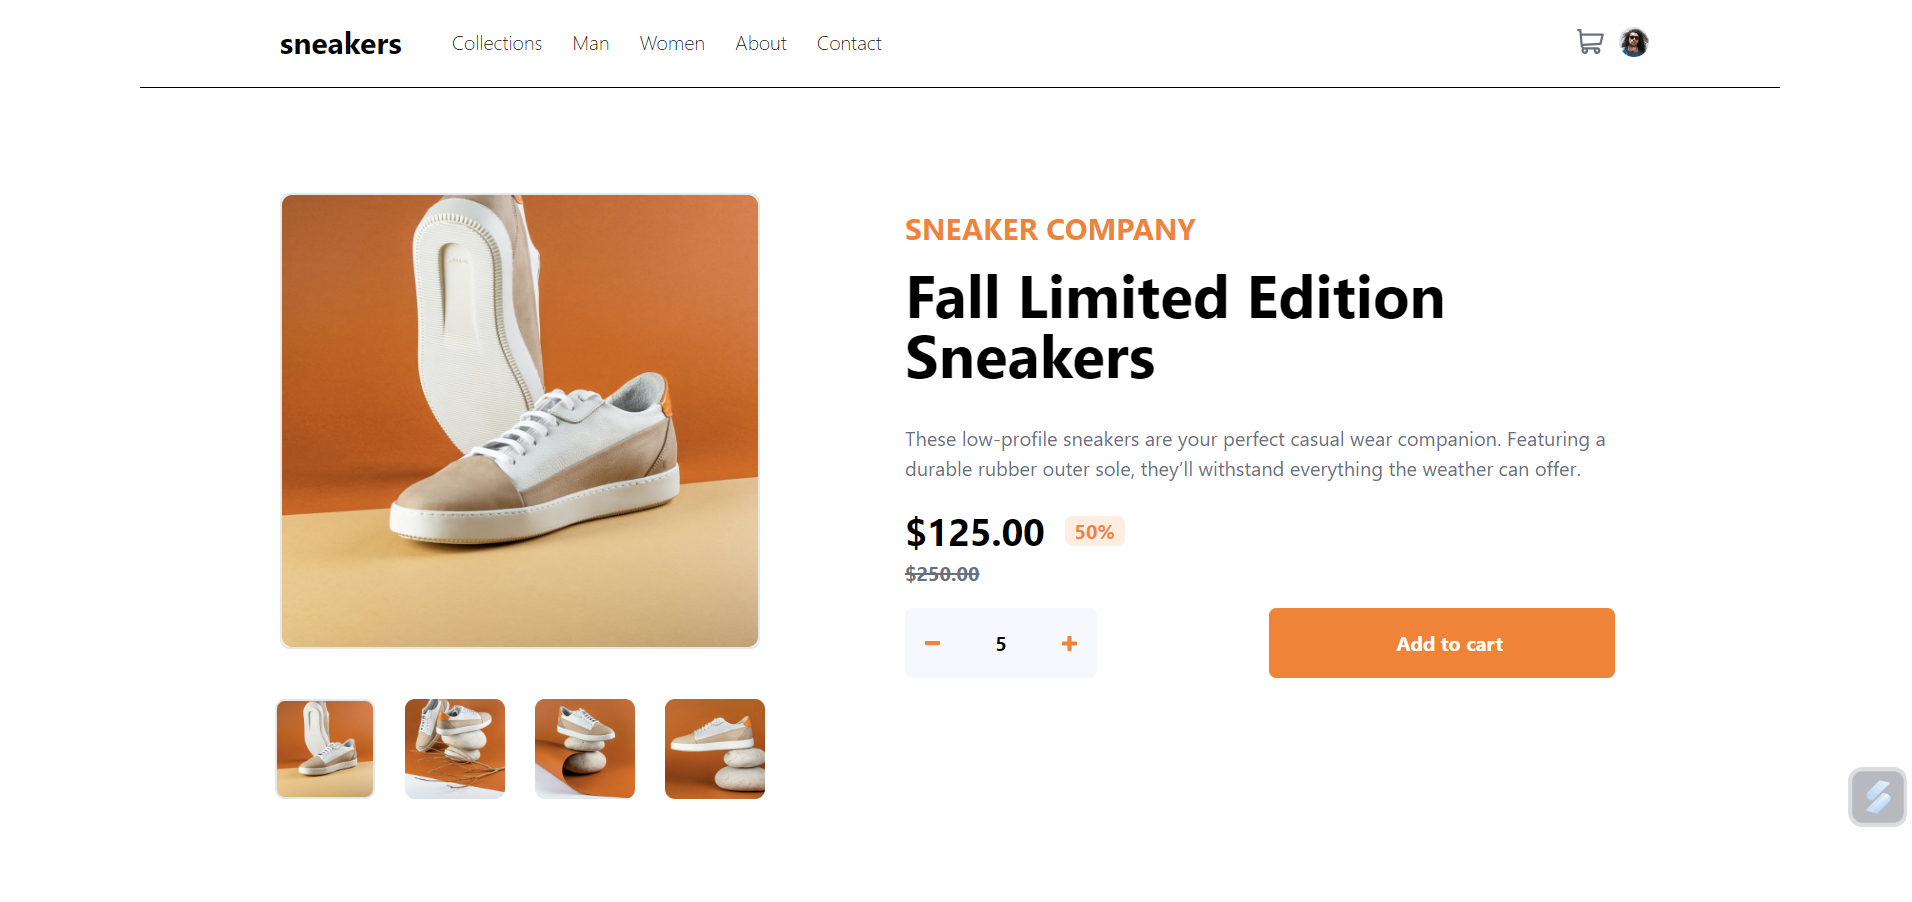 sneakers
Collections
Man
Women
About
Contact
SNEAKER COMPANY
Fall Limited Edition
Sneakers
These low-profile sneakers are your perfect casual wear companion. Featuring a
durable rubber outer sole, they’ll withstand everything the weather can offer.
$125.00
50%
$250.00
5
Add to cart